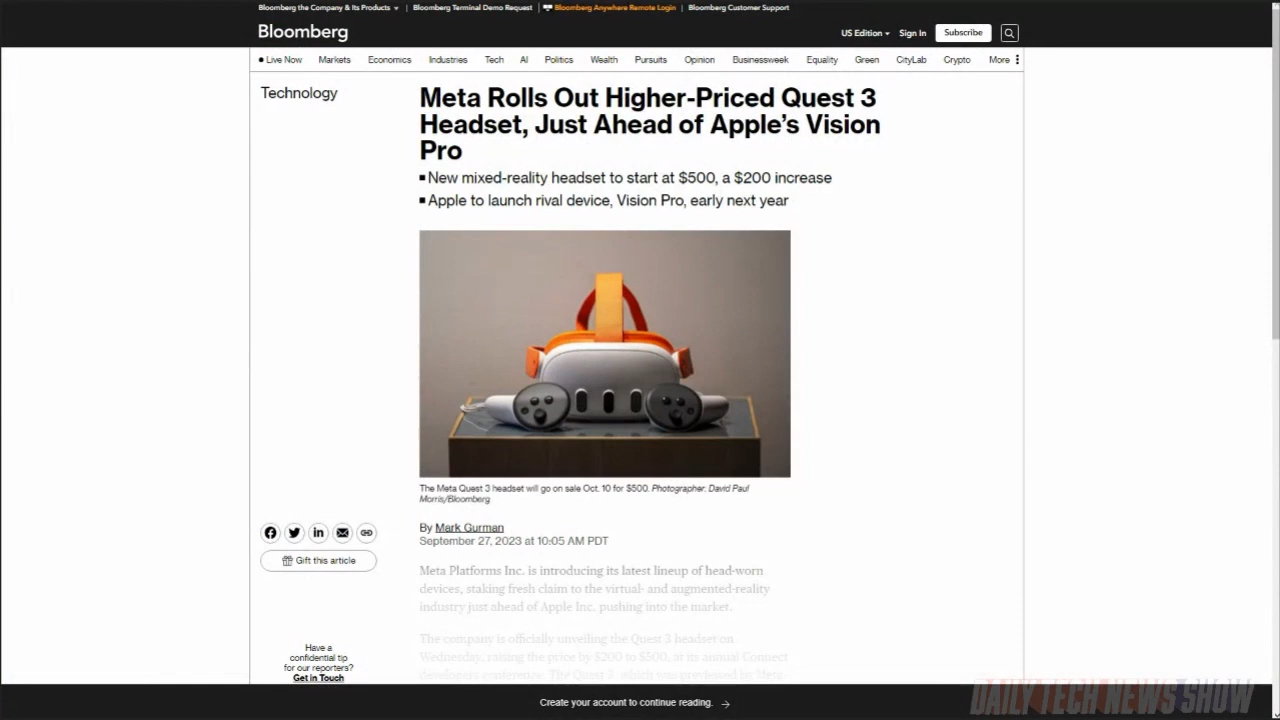 Bloomberg the Company & Its Products
Bloomberg Terminal Demo Request
Bloomberg Anywhere Remote Login
Bloomberg Customer Support
Bloomberg
US Edition
Sign In
Subscribe
Live Now
Markets
Economics
Industries
Tech
AI
Politics
Wealth
Pursuits
Opinion
Businessweek
Equality
Green
CityLab
Crypto
More
Technology
Meta Rolls Out Higher-Priced Quest 3
Headset, Just Ahead of Apple's Vision
Pro
New mixed-reality headset to start at $500, a $200 increase
Apple to launch rival device, Vision Pro, early next year
The Meta Quest 3 headset will go on sale Oct. 10 for $500. Photographer: David Paul
Morris/Bloomberg
By Mark Gurman
September 27, 2023 at 10:05 AM PDT
Gift this article
Meta Platforms Inc. is introducing its latest lineup of head-worn
devices, staking fresh claim to the virtual- and augmented-reality
industry just ahead of Apple Inc. pushing into the market.
The company is officially unveiling the Quest 3 headset on
Wednesday, raising the price by $200 to $500, at its annual Connect
developers conference. The Quest 3, which was previewed in
Have a
confidential tip
for our reporters?
Get in Touch
Create your account to continue reading.
DAILY TECH NEWS SHOW